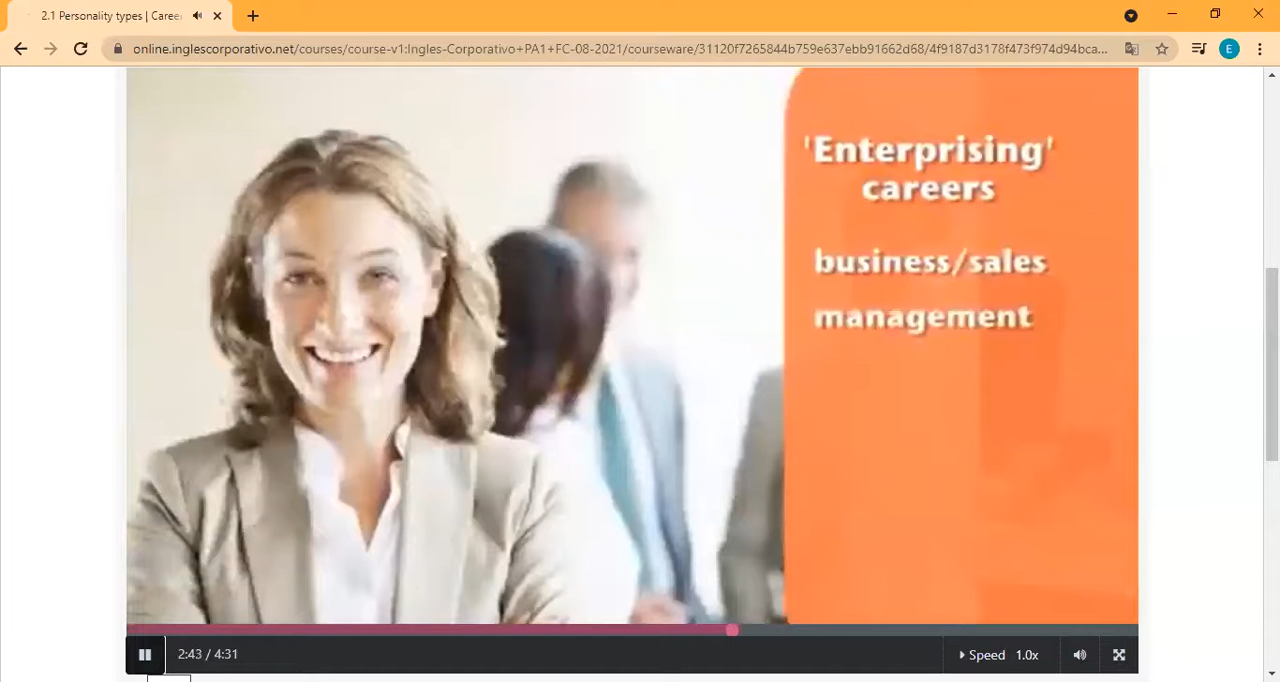 2.1 Personality types | Caree
online.inglescorporativo.net/courses/course-v1:Ingles-Corporativo+PA1+FC-08-2021/courseware/31120f7265844b759e637ebb91662d68/4f9187d3178f473f974d94bca...
E
'Enterprising'
careers
business/sales
management
2:43 / 4:31
Speed 1.0x